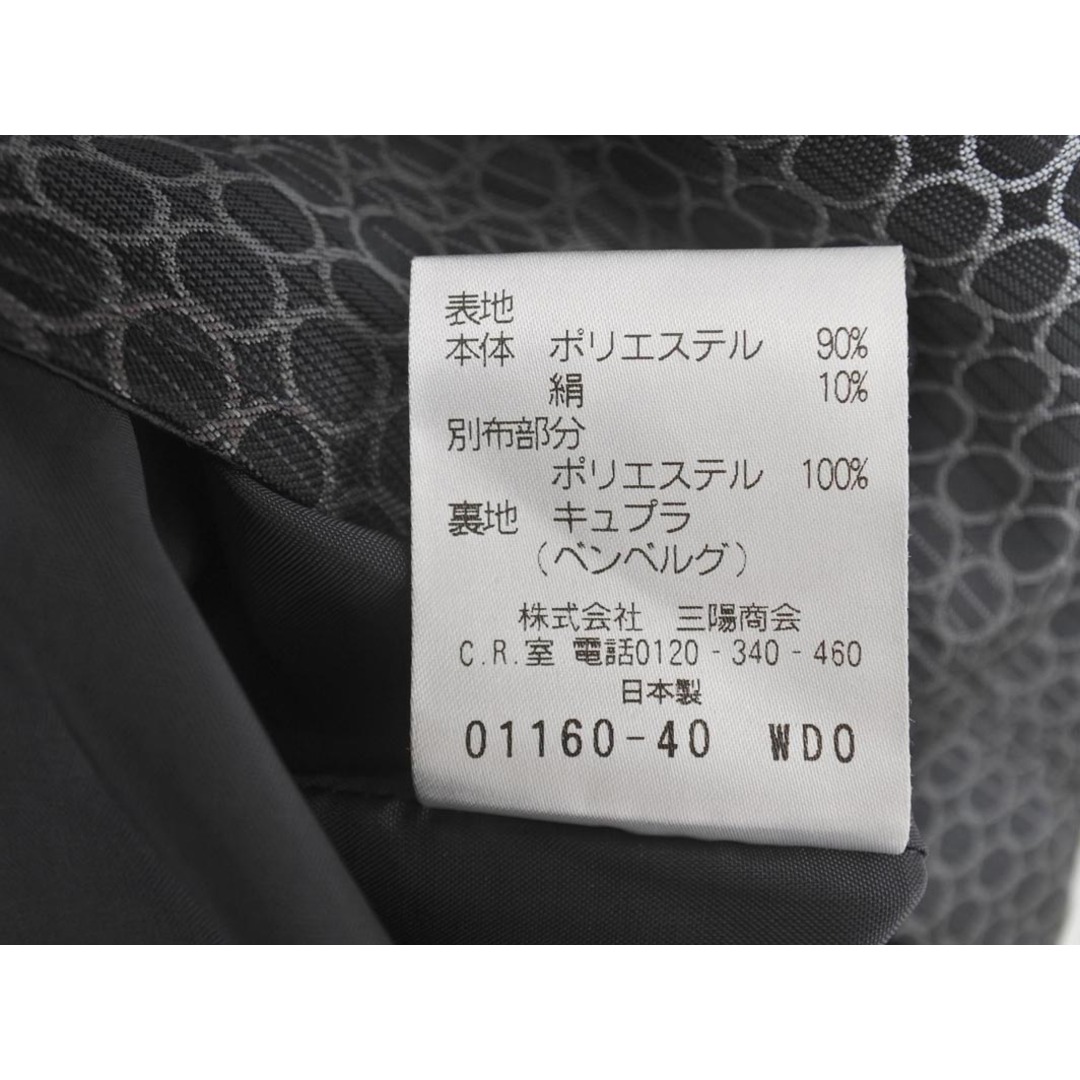 表地
本体 ポリエステル 90%
絹 10%
別布部分
ポリエステル 100%
裏地 キュプラ
(ベンベルグ)
株式会社 三陽商会
C.R.室 電話0120-340-460
日本製
01160-40 WDO